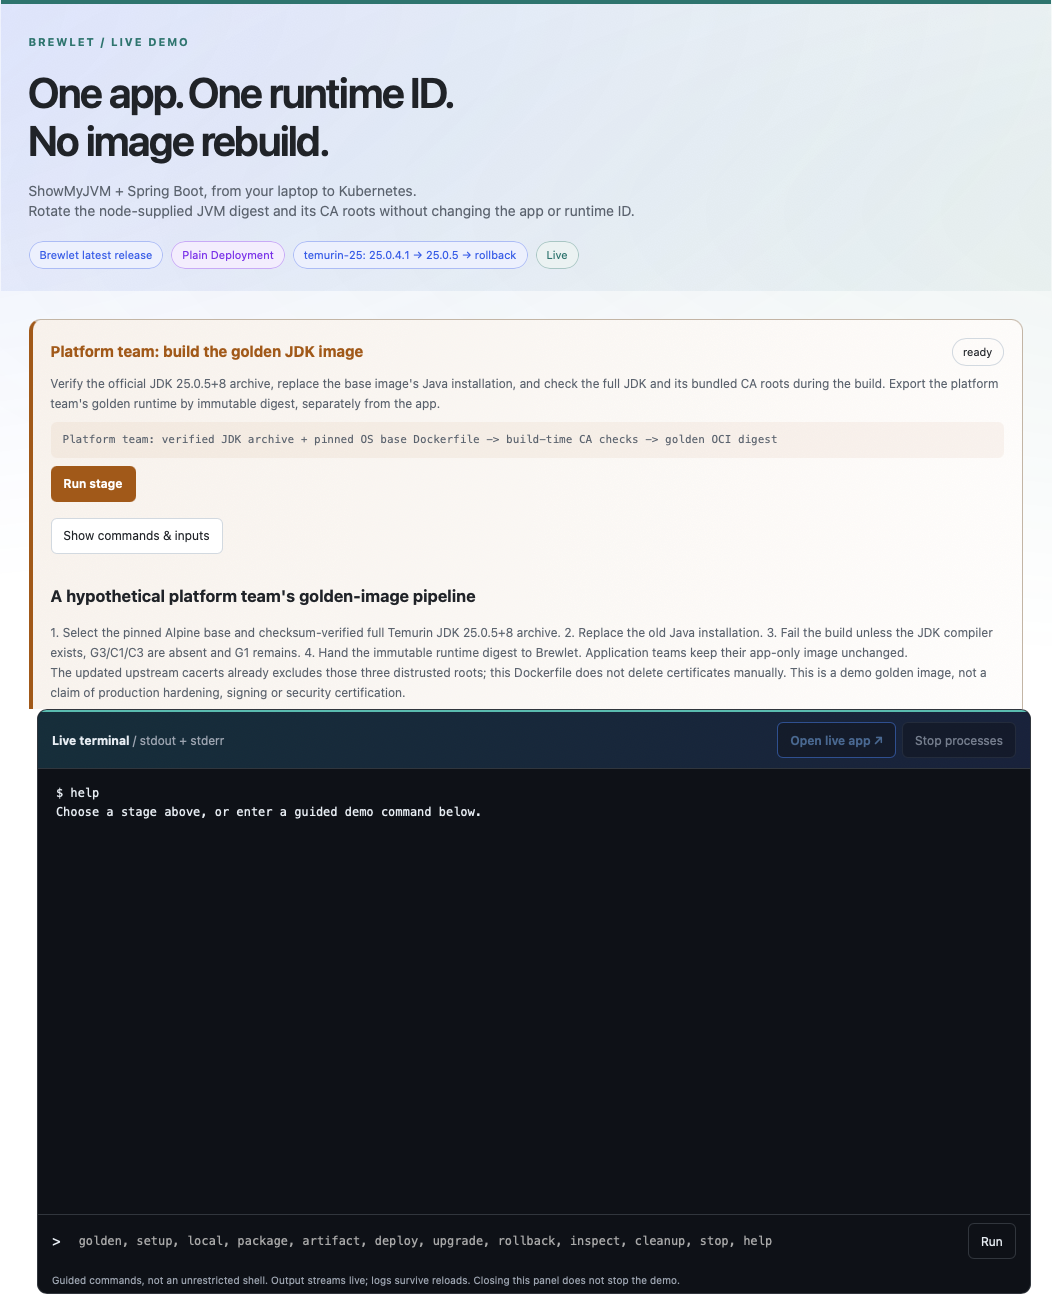 BREWLET / LIVE DEMO
One app. One runtime ID.
No image rebuild.
ShowMyJVM + Spring Boot, from your laptop to Kubernetes.
Rotate the node-supplied JVM digest and its CA roots without changing the app or runtime ID.
Brewlet latest release
Plain Deployment
temurin-25: 25.0.4.1 → 25.0.5 → rollback
Live
Platform team: build the golden JDK image
ready
Verify the official JDK 25.0.5+8 archive, replace the base image's Java installation, and check the full JDK and its bundled CA roots during the build. Export the platform
team's golden runtime by immutable digest, separately from the app.
Platform team: verified JDK archive + pinned OS base Dockerfile —> build-time CA checks —> golden OCI digest
Run stage
Show commands & inputs
A hypothetical platform team's golden-image pipeline
1. Select the pinned Alpine base and checksum-verified full Temurin JDK 25.0.5+8 archive. 2. Replace the old Java installation. 3. Fail the build unless the JDK compiler
exists, G3/C1/C3 are absent and G1 remains. 4. Hand the immutable runtime digest to Brewlet. Application teams keep their app-only image unchanged.
The updated upstream cacerts already excludes those three distrusted roots; this Dockerfile does not delete certificates manually. This is a demo golden image, not a
claim of production hardening, signing or security certification.
Live terminal / stdout + stderr
Open live app ↗
Stop processes
$ help
Choose a stage above, or enter a guided demo command below.
> golden, setup, local, package, artifact, deploy, upgrade, rollback, inspect, cleanup, stop, help
Run
Guided commands, not an unrestricted shell. Output streams live; logs survive reloads. Closing this panel does not stop the demo.